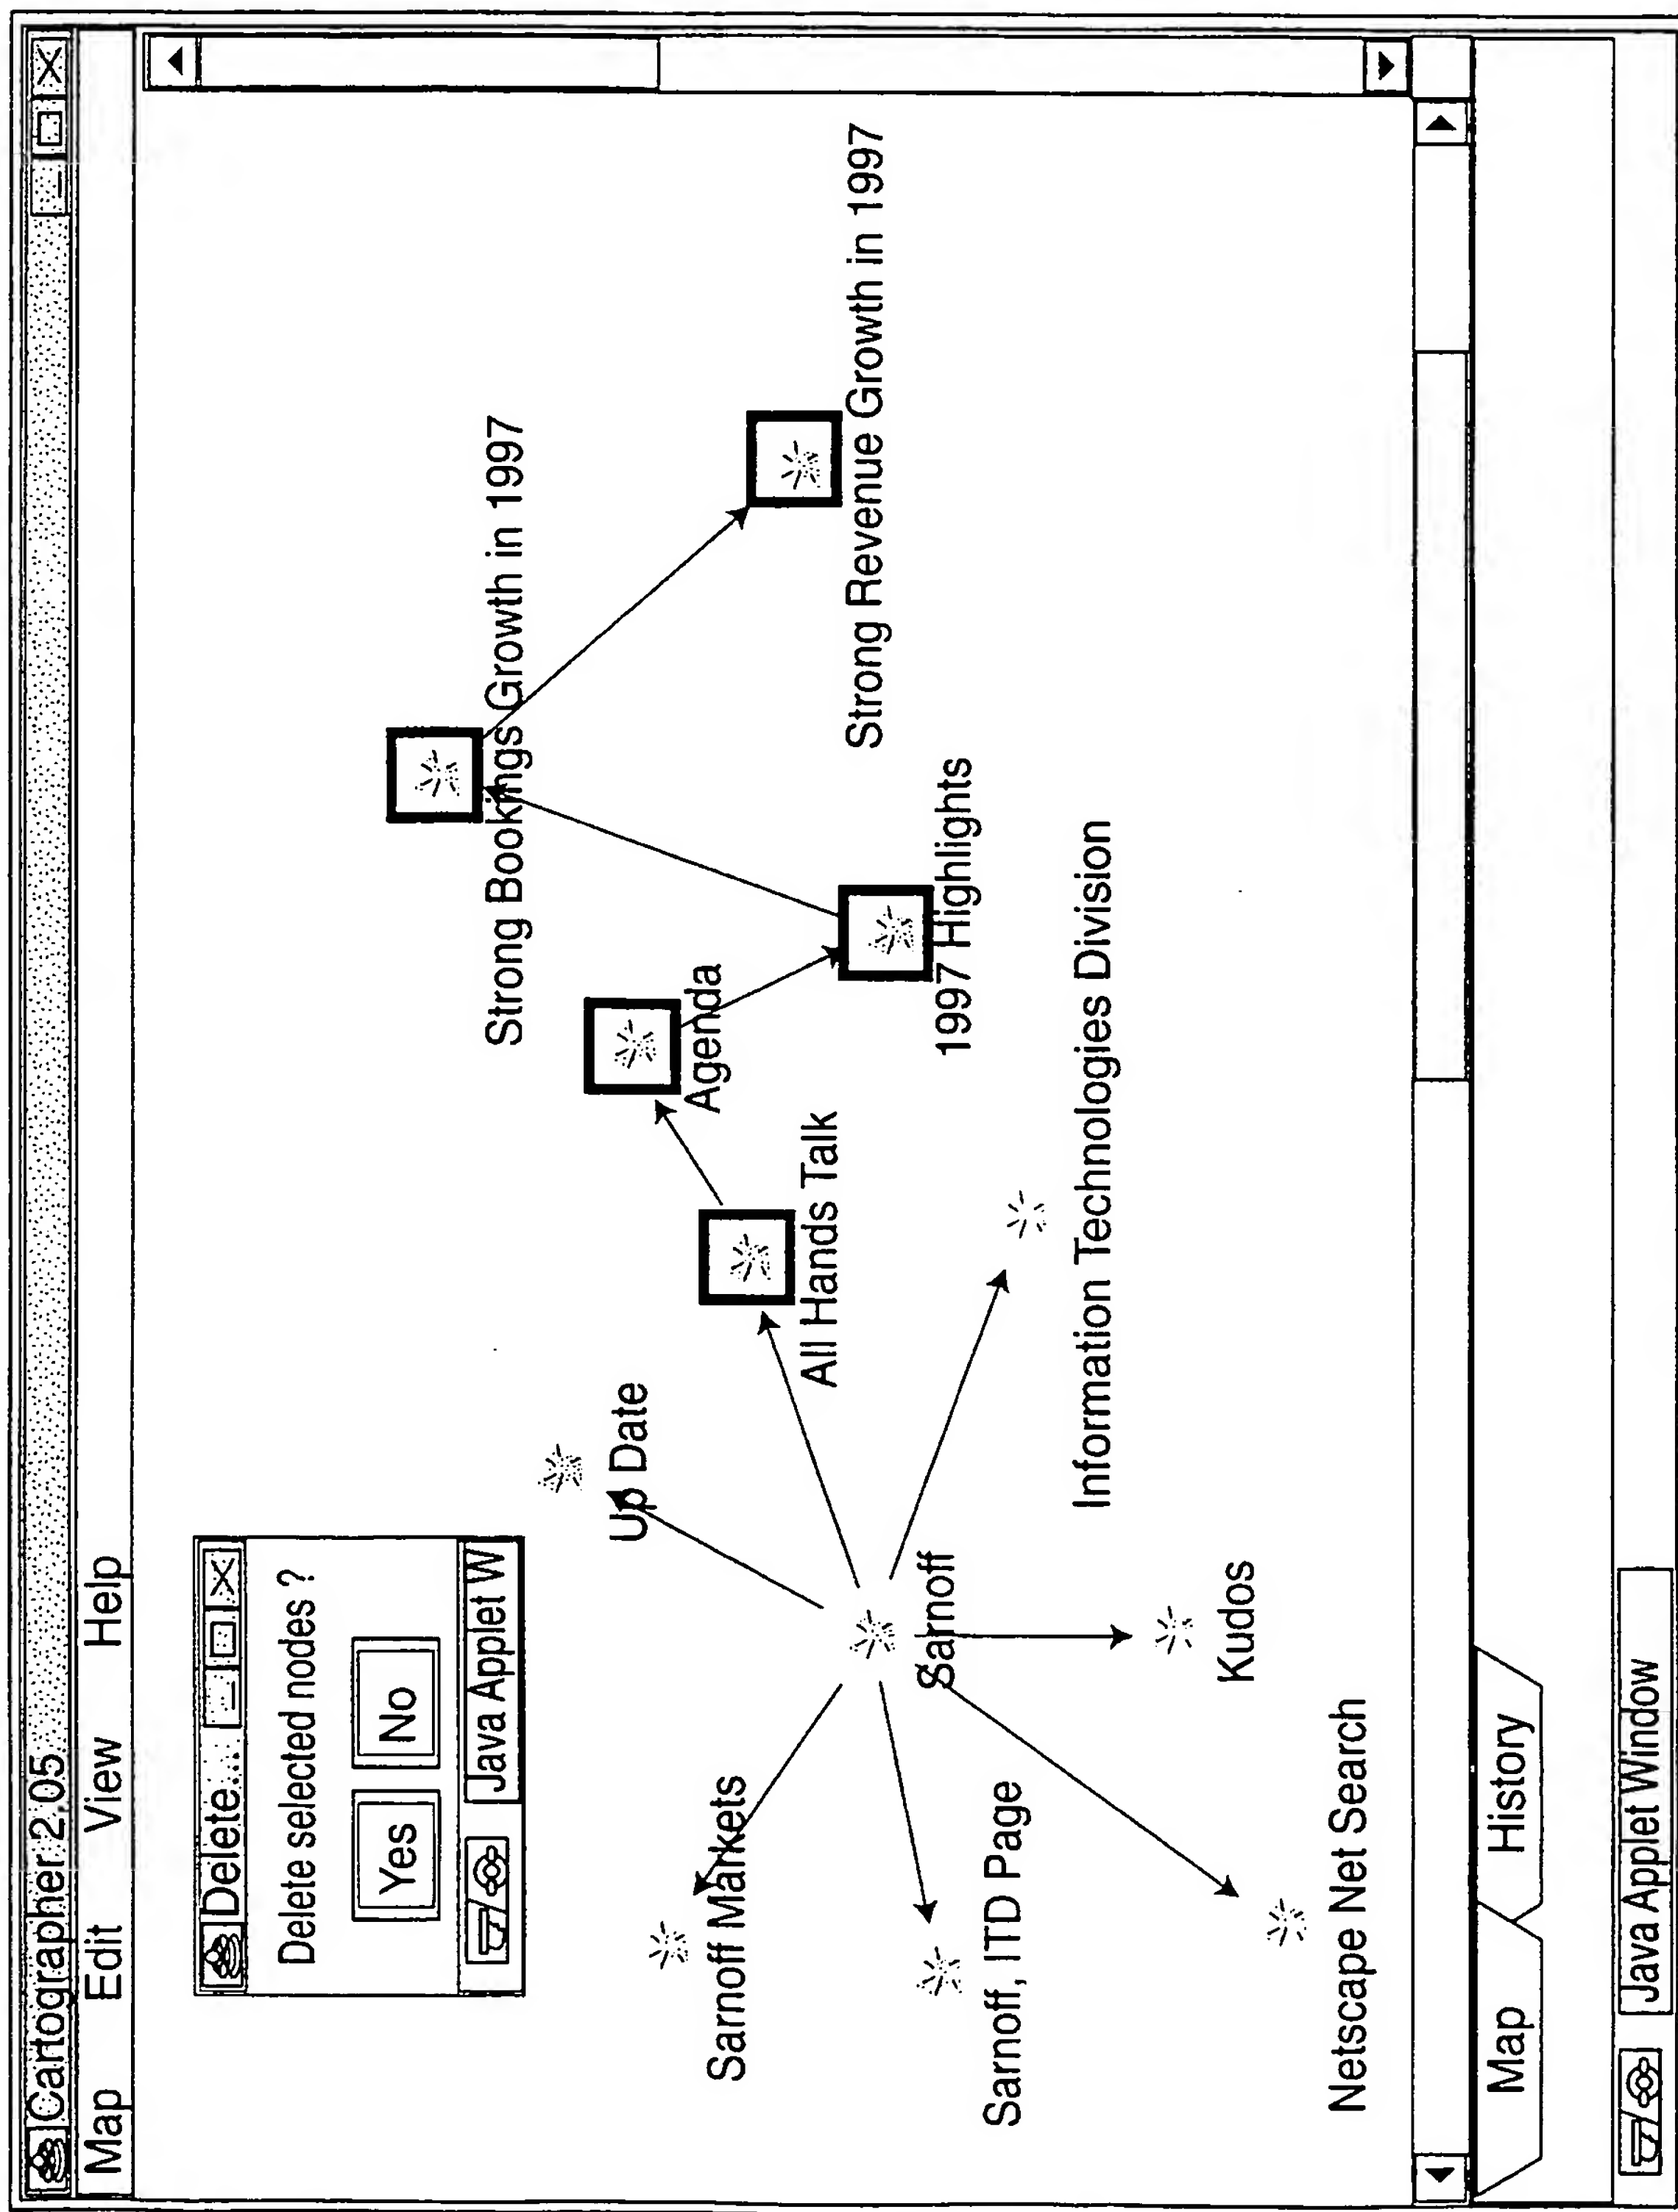 Cartographer 2.05
Map Edit View Help
Delete...
Delete selected nodes ?
Yes No
Java Applet W
Strong Bookings Growth in 1997
Up Date
Agenda
Sarnoff Markets
All Hands Talk
Strong Revenue Growth in 1997
Sarnoff
1997 Highlights
Sarnoff, ITD Page
Information Technologies Division
Kudos
Netscape Net Search
Map History
Java Applet Window